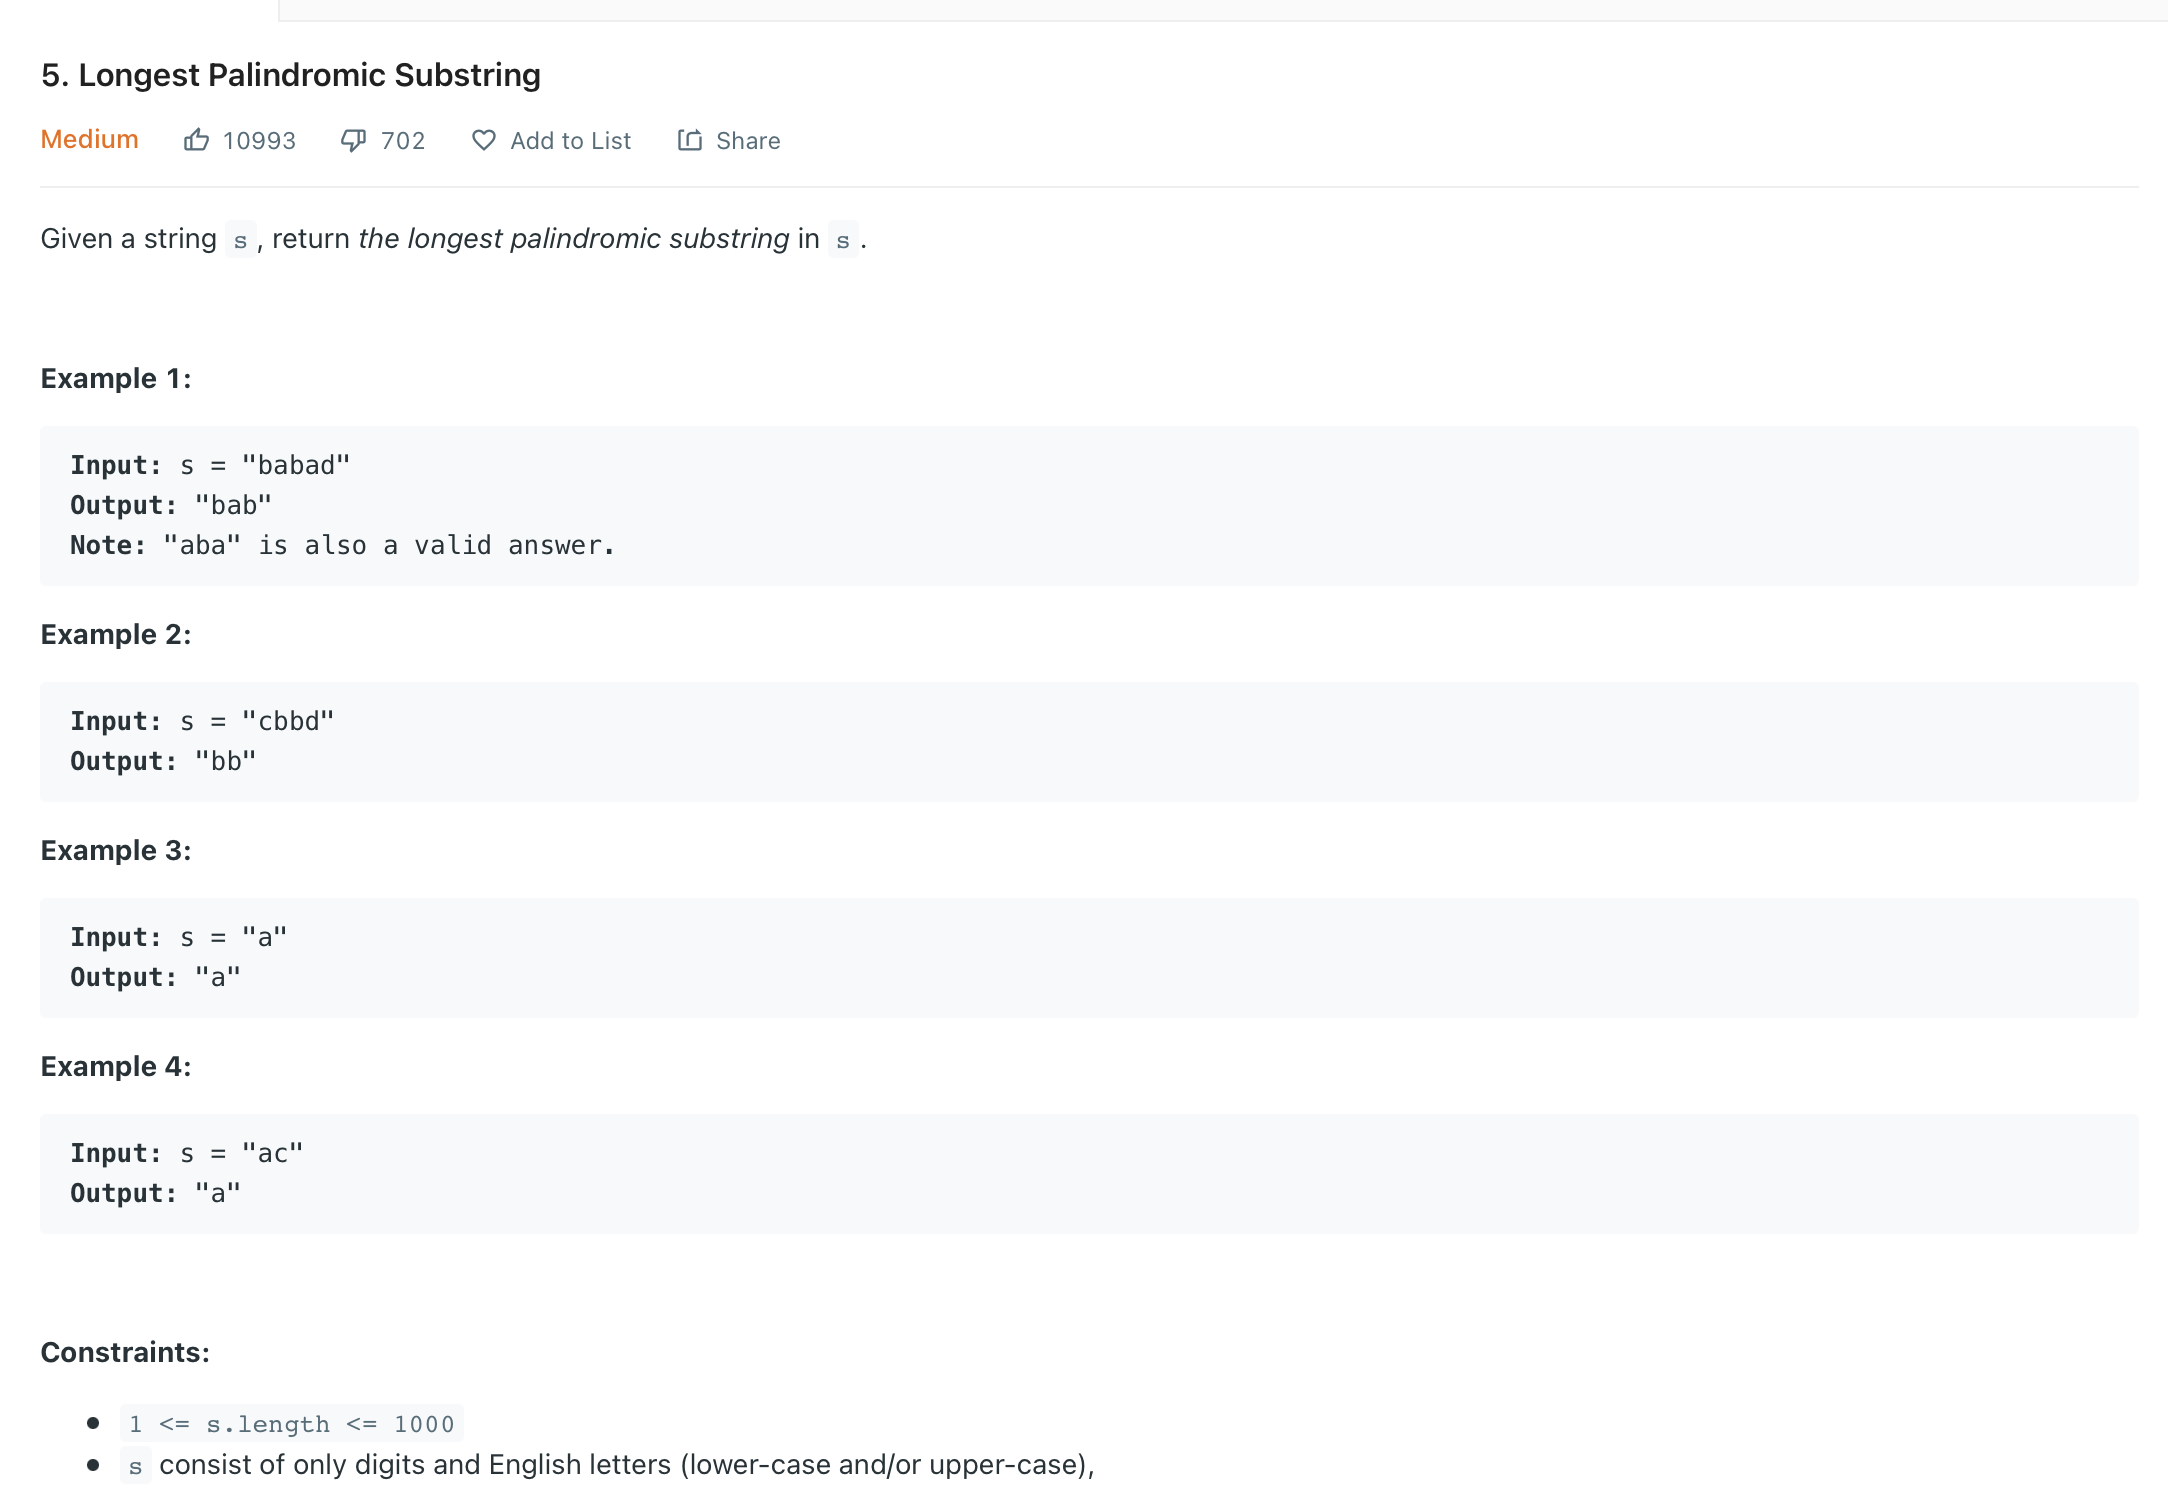 5. Longest Palindromic Substring
Medium 10993 702 Add to List Share
Given a string s, return the longest palindromic substring in s.
Example 1:
Input: s = "babad"
Output: "bab"
Note: "aba" is also a valid answer.
Example 2:
Input: s = "cbbd"
Output: "bb"
Example 3:
Input: s = "a"
Output: "a"
Example 4:
Input: s = "ac"
Output: "a"
Constraints:
1 <= s.length <= 1000
s consist of only digits and English letters (lower-case and/or upper-case),